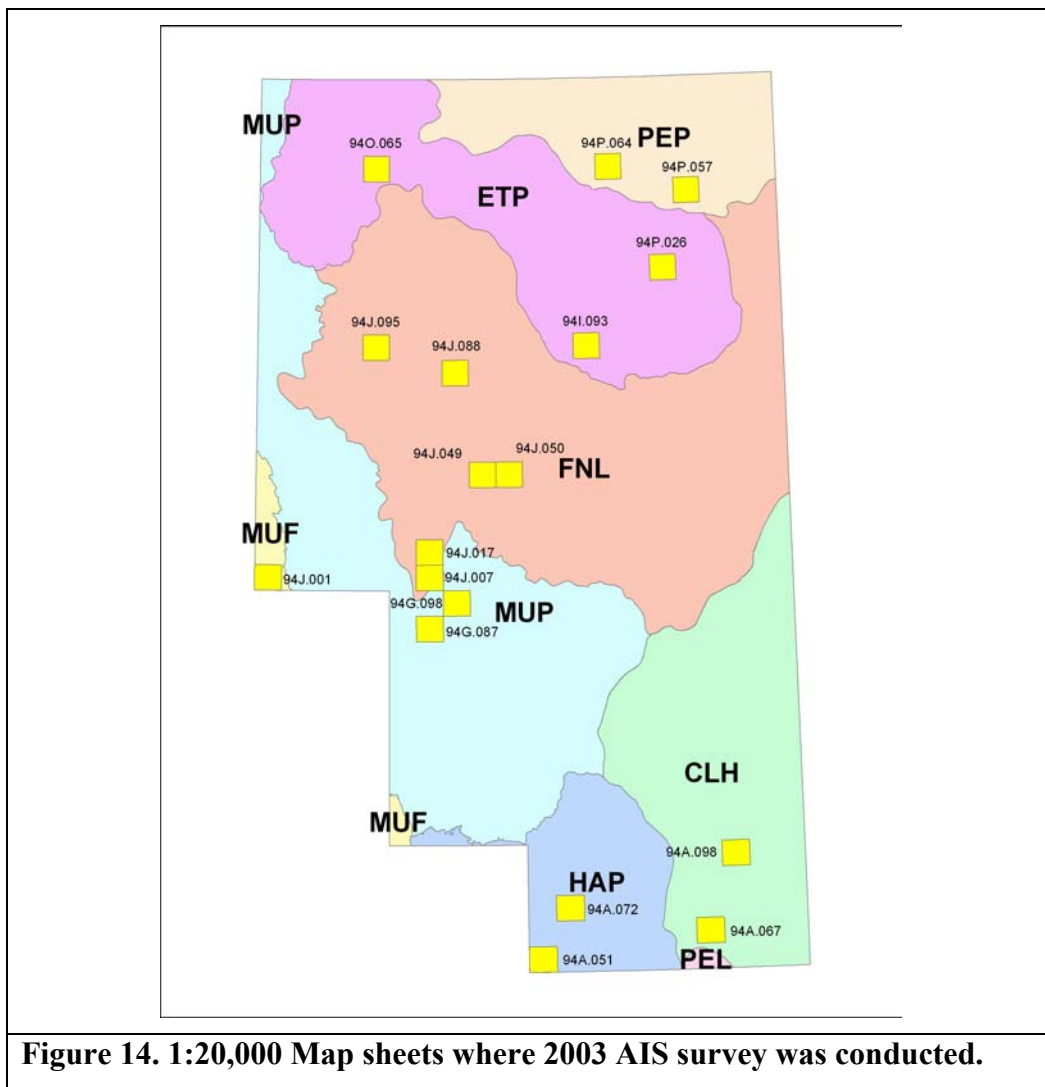 MUP
PEP
94O.065
94P.064
94P.057
ETP
94P.026
94J.095
94J.088
94I.093
94J.049
94J.050
FNL
MUF
94J.001
94J.017
94J.007
94G.098
MUP
94G.087
CLH
MUF
94A.098
HAP
94A.072
94A.067
94A.051
PEL
Figure 14. 1:20,000 Map sheets where 2003 AIS survey was conducted.